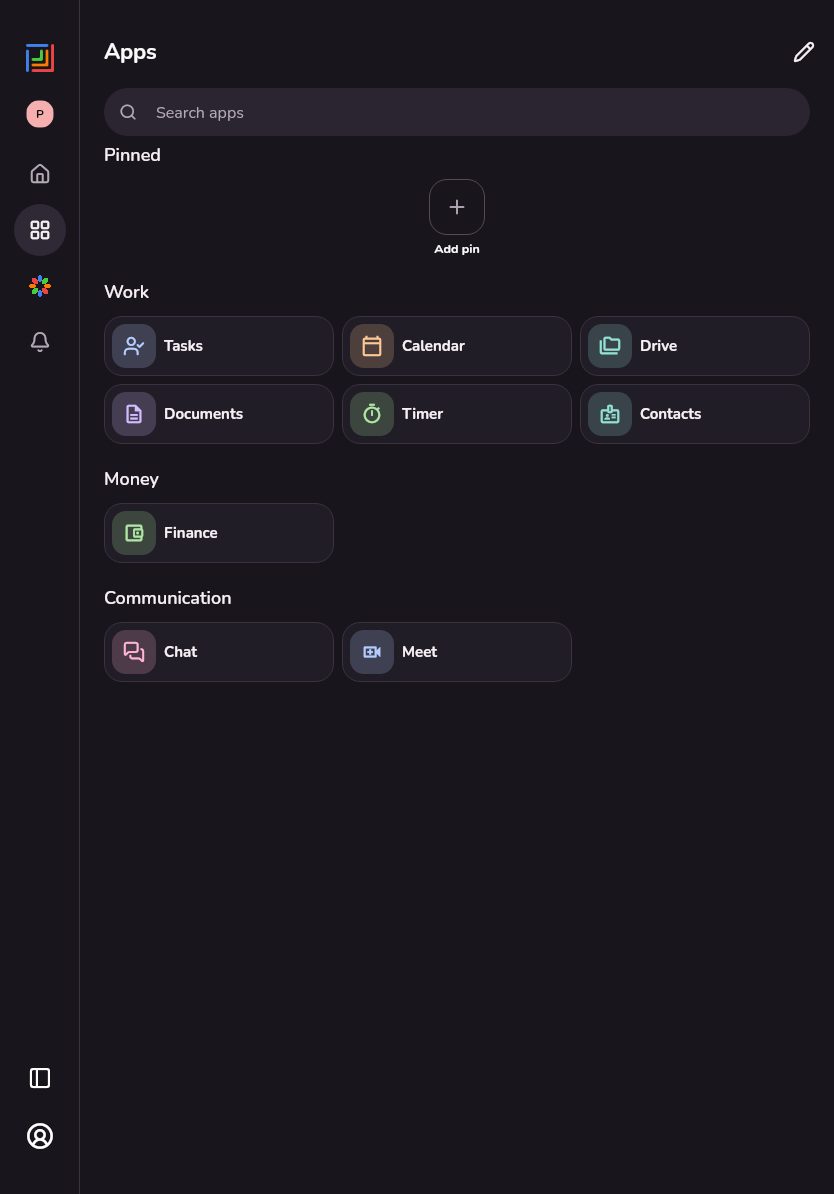 Apps
P
Search apps
Pinned
Add pin
Work
Tasks
Calendar
Drive
Documents
Timer
Contacts
Money
Finance
Communication
Chat
Meet